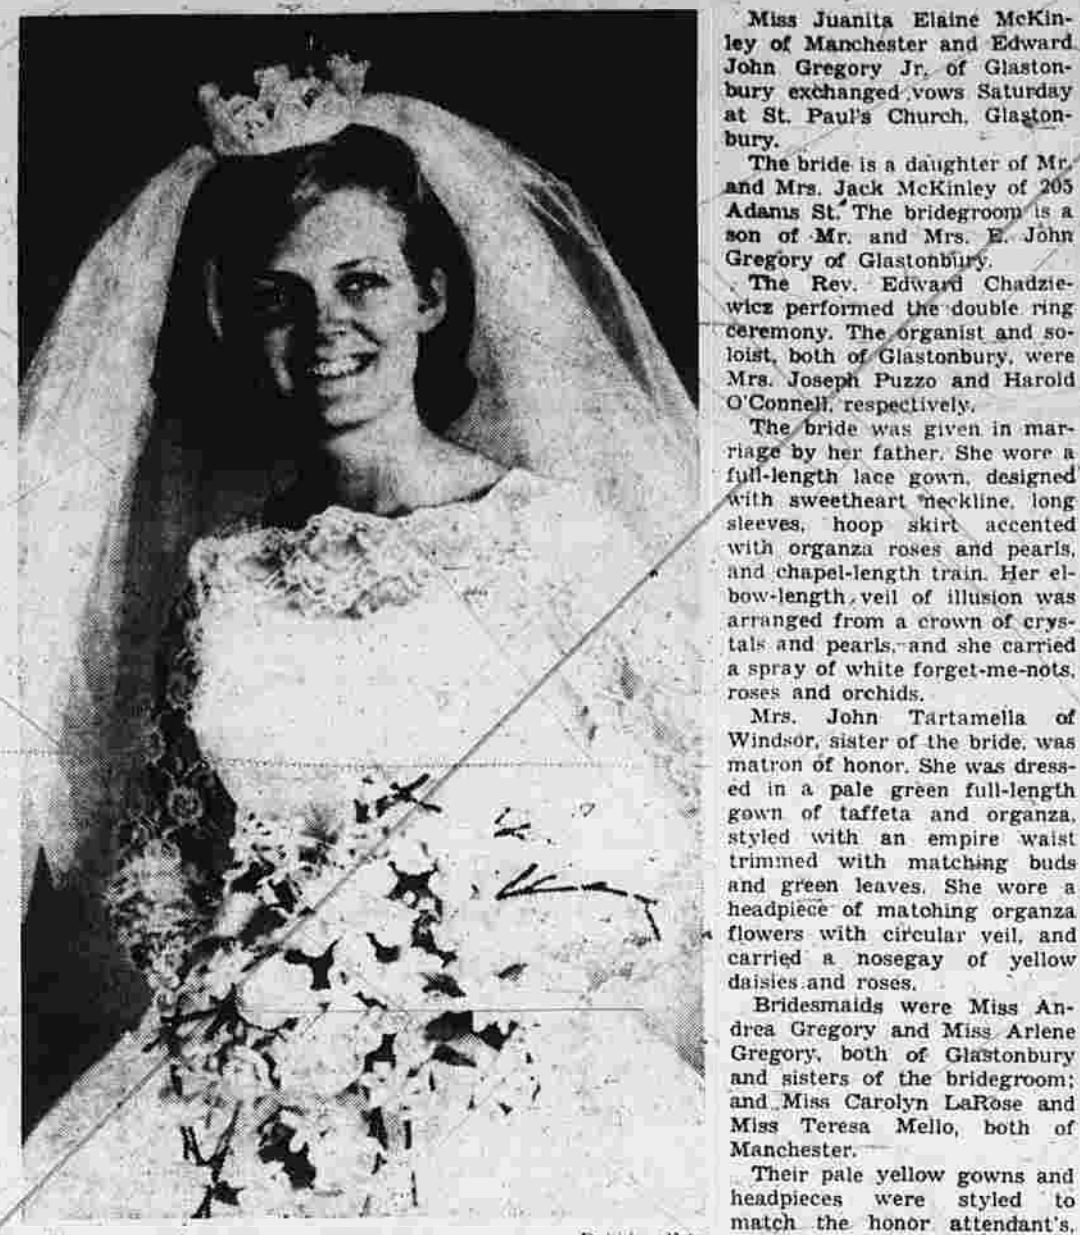 Miss Juanita Elaine McKin-
ley of Manchester and Edward
John Gregory Jr. of Glaston-
bury exchanged vows Saturday
at St. Paul's Church, Glaston-
bury.
The bride is a daughter of Mr.
and Mrs. Jack McKinley of 205
Adams St. The bridegroom is a
son of Mr. and Mrs. E. John
Gregory of Glastonbury.
The Rev. Edward Chadzie-
wicz performed the double ring
ceremony. The organist and so-
loist, both of Glastonbury, were
Mrs. Joseph Puzzo and Harold
O'Connell, respectively.
The bride was given in mar-
riage by her father. She wore a
full-length lace gown, designed
with sweetheart neckline, long
sleeves, hoop skirt accented
with organza roses and pearls,
and chapel-length train. Her el-
bow-length veil of illusion was
arranged from a crown of crys-
tals and pearls, and she carried
a spray of white forget-me-nots,
roses and orchids.
Mrs. John Tartamella of
Windsor, sister of the bride, was
matron of honor. She was dress-
ed in a pale green full-length
gown of taffeta and organza,
styled with an empire waist
trimmed with matching buds
and green leaves. She wore a
headpiece of matching organza
flowers with circular veil, and
carried a nosegay of yellow
daisies and roses.
Bridesmaids were Miss An-
drea Gregory and Miss Arlene
Gregory, both of Glastonbury
and sisters of the bridegroom;
and Miss Carolyn LaRose and
Miss Teresa Mello, both of
Manchester.
Their pale yellow gowns and
headpieces were styled to
match the honor attendant's,